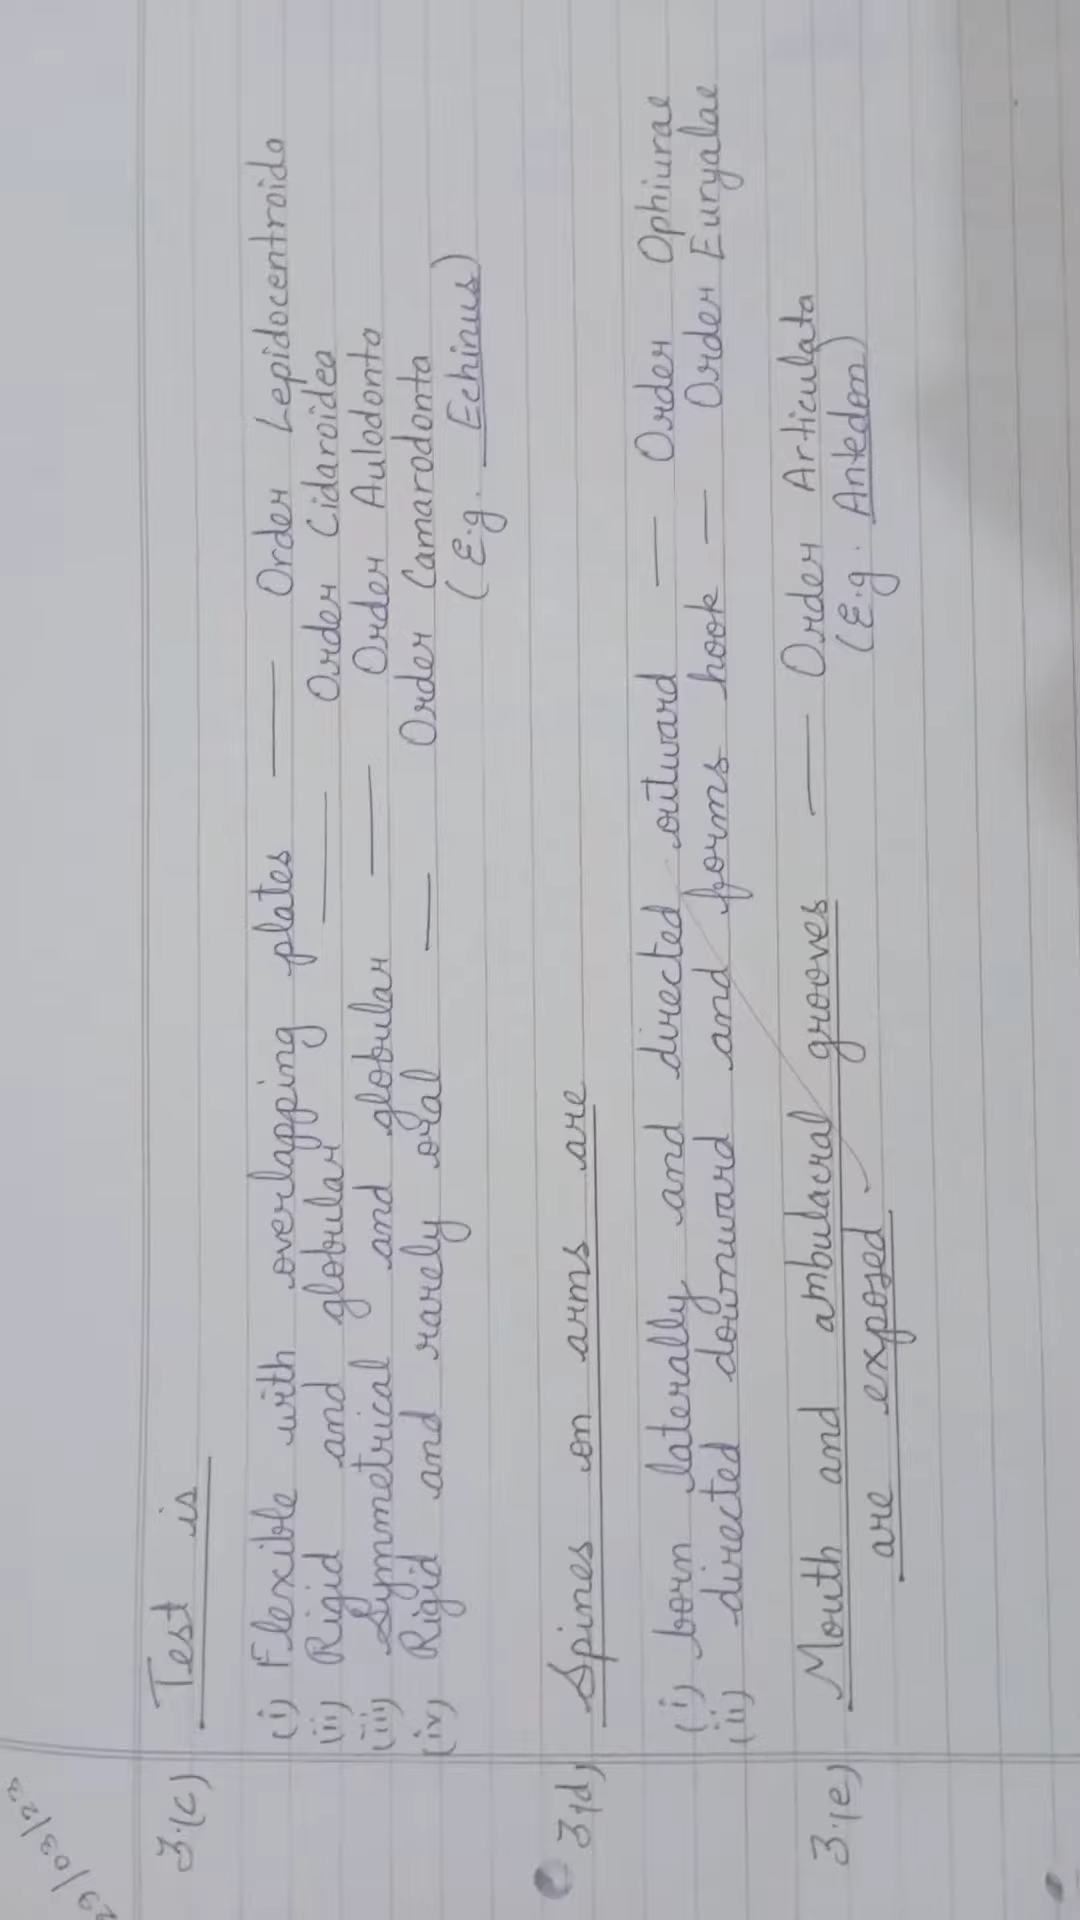 29/03/23
3.(c) Test is
(i) Flexible with overlapping plates — Order Lepidocentroida
(ii) Rigid and globular — Order Cidaroidea
(iii) Symmetrical and globular — Order Aulodonta
(iv) Rigid and rarely oval — Order Camarodonta
(E.g. Echinus)
3(d) Spines on arms are
(i) born laterally and directed outward — Order Ophiurae
(ii) directed downward and forms hook — Order Euryalae
3.(e) Mouth and ambulacral grooves — Order Articulata
are exposed - (E.g. Antedon)